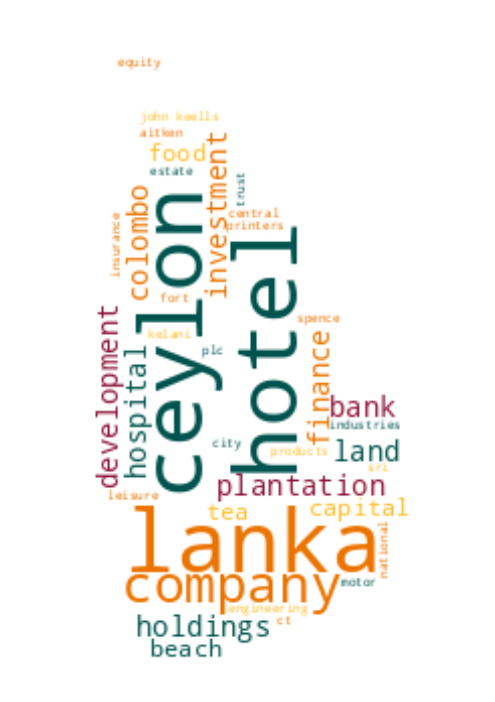 equity
john keells
aitken
food
estate
investment
trust
colombo
ceylon
central
printers
insurance
hotel
fort
development
spence
kelani
finance
hospital
plc
bank
industries
city
land
products
sri
plantation
leisure
capital
tea
lanka
national
company
motor
engineering
holdings
ct
beach